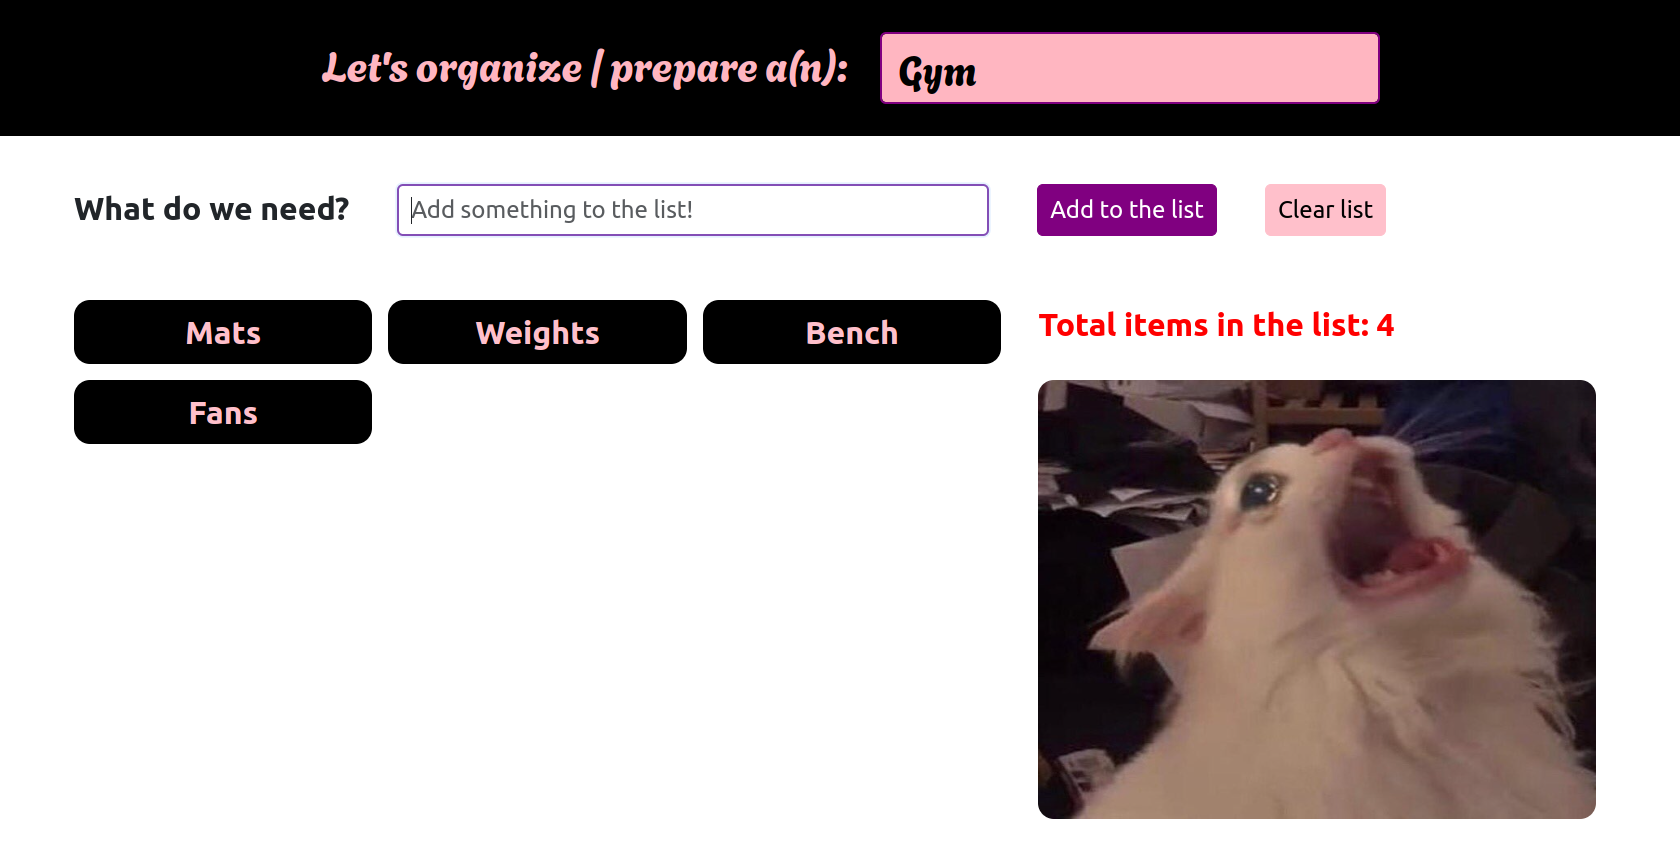 Let's organize / prepare a(n): Gym
What do we need? Add something to the list! Add to the list Clear list
Mats Weights Bench Total items in the list: 4
Fans